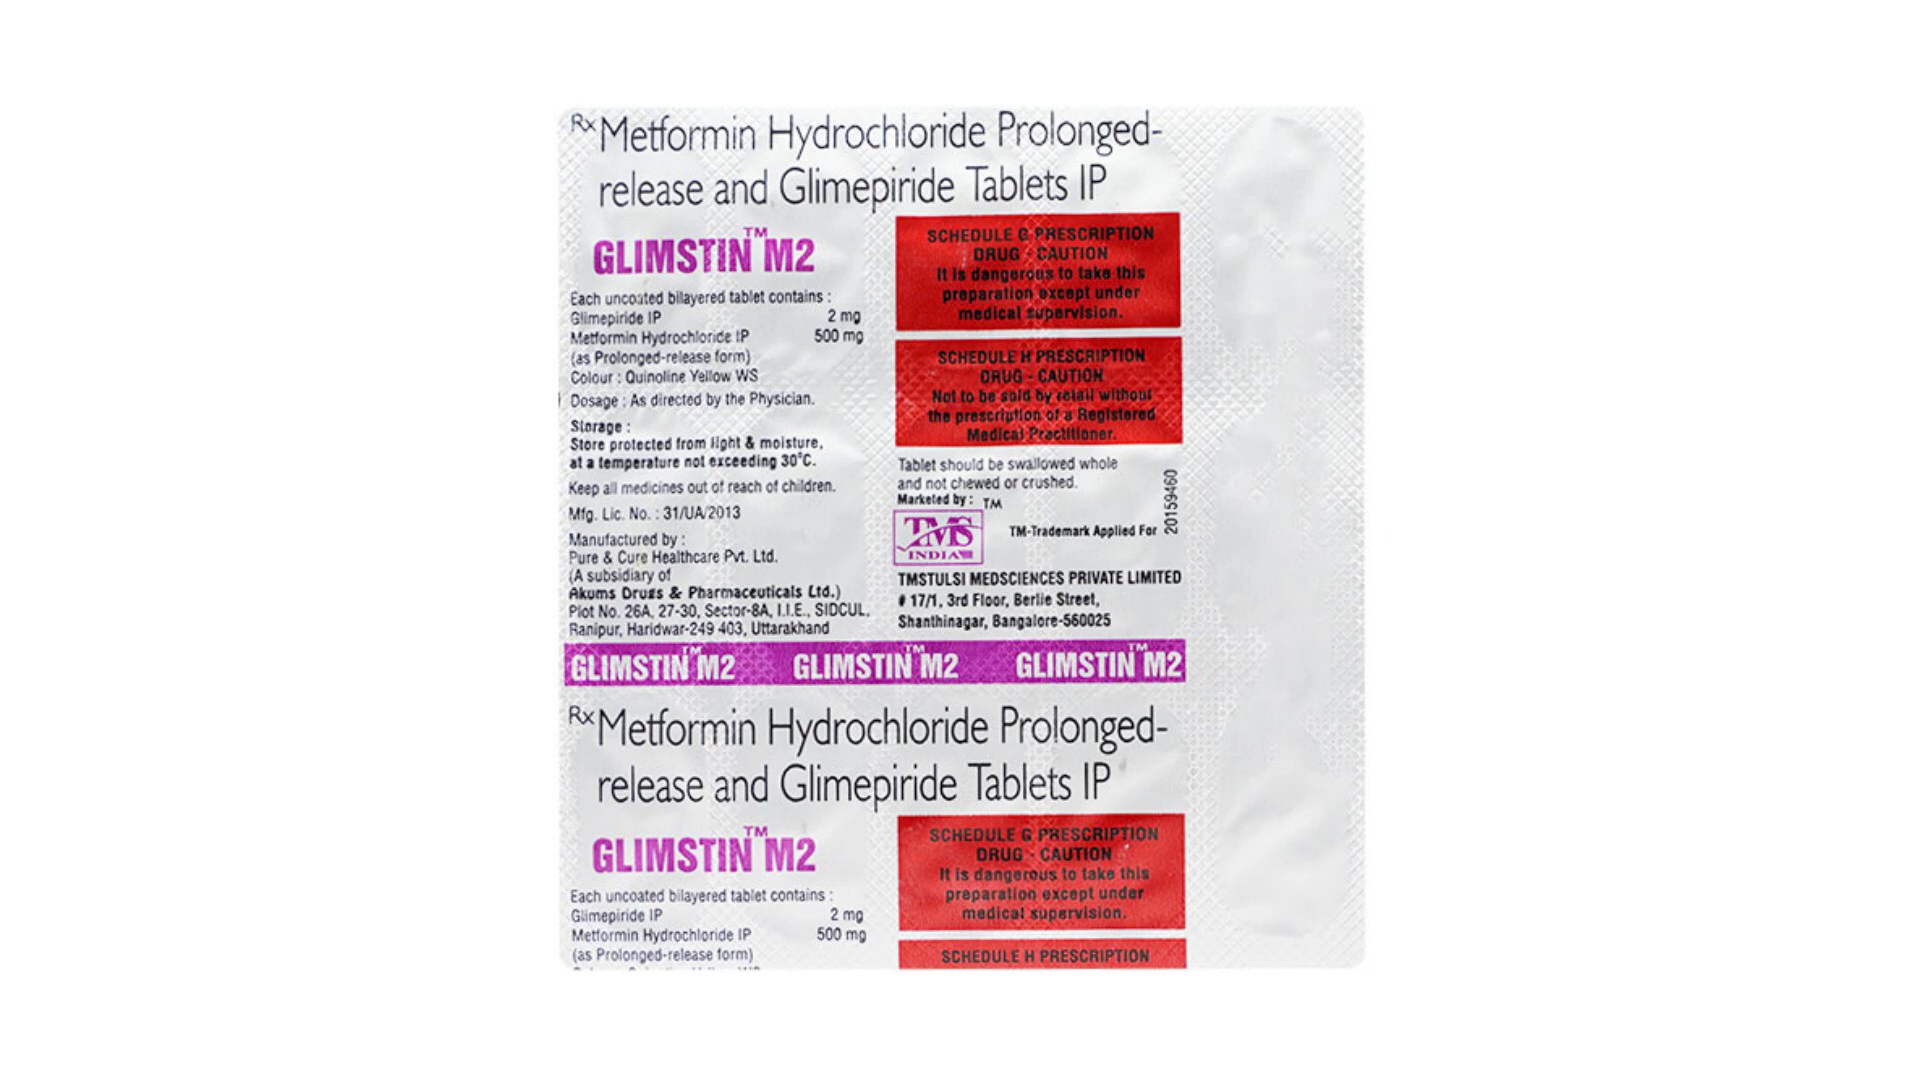 Rx Metformin Hydrochloride Prolonged-
release and Glimepiride Tablets IP
GLIMSTIN™ M2
Each uncoated bilayered tablet contains :
Glimepiride IP 2 mg
Metformin Hydrochloride IP 500 mg
(as Prolonged-release form)
Colour : Quinoline Yellow WS
Dosage : As directed by the Physician.
Storage :
Store protected from light & moisture,
at a temperature not exceeding 30°C.
Keep all medicines out of reach of children.
Mfg. Lic. No. : 31/UA/2013
Manufactured by :
Pure & Cure Healthcare Pvt. Ltd.
(A subsidiary of
Akums Drugs & Pharmaceuticals Ltd.)
Plot No. 26A, 27-30, Sector-8A, I.I.E., SIDCUL,
Ranipur, Haridwar-249 403, Uttarakhand
SCHEDULE G PRESCRIPTION
DRUG - CAUTION
It is dangerous to take this
preparation except under
medical supervision.
SCHEDULE H PRESCRIPTION
DRUG - CAUTION
Not to be sold by retail without
the prescription of a Registered
Medical Practitioner.
Tablet should be swallowed whole
and not chewed or crushed.
Marketed by :
TMS™
INDIA
TM-Trademark Applied For
20159460
TMSTULSI MEDSCIENCES PRIVATE LIMITED
# 17/1, 3rd Floor, Berlie Street,
Shanthinagar, Bangalore-560025
GLIMSTIN™ M2 GLIMSTIN™ M2 GLIMSTIN™ M2
Rx Metformin Hydrochloride Prolonged-
release and Glimepiride Tablets IP
GLIMSTIN™ M2
Each uncoated bilayered tablet contains :
Glimepiride IP 2 mg
Metformin Hydrochloride IP 500 mg
(as Prolonged-release form)
SCHEDULE G PRESCRIPTION
DRUG - CAUTION
It is dangerous to take this
preparation except under
medical supervision.
SCHEDULE H PRESCRIPTION